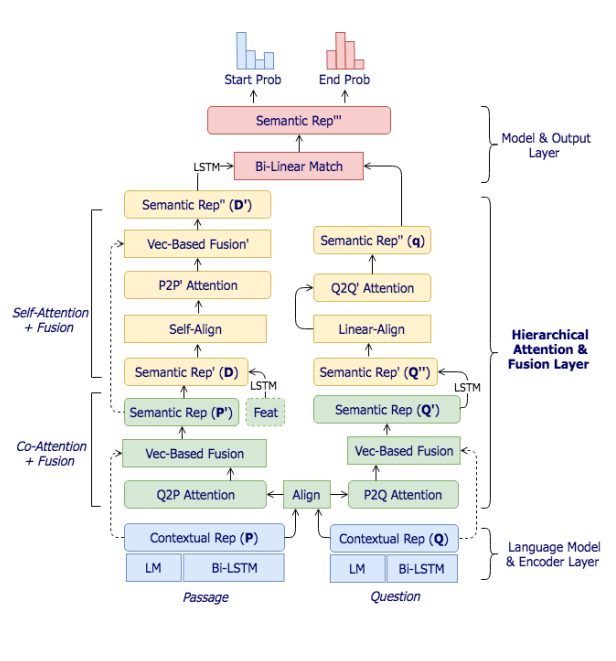 Start Prob
End Prob
Semantic Rep'''
Model & Output
Layer
LSTM
Bi-Linear Match
Semantic Rep'' (D')
Vec-Based Fusion'
Semantic Rep'' (q)
P2P' Attention
Q2Q' Attention
Self-Attention
+ Fusion
Self-Align
Linear-Align
Hierarchical
Attention &
Fusion Layer
Semantic Rep' (D)
Semantic Rep' (Q'')
LSTM
LSTM
Semantic Rep (P')
Feat
Semantic Rep (Q')
Co-Attention
+ Fusion
Vec-Based Fusion
Vec-Based Fusion
Q2P Attention
Align
P2Q Attention
Contextual Rep (P)
Contextual Rep (Q)
Language Model
& Encoder Layer
LM
Bi-LSTM
LM
Bi-LSTM
Passage
Question